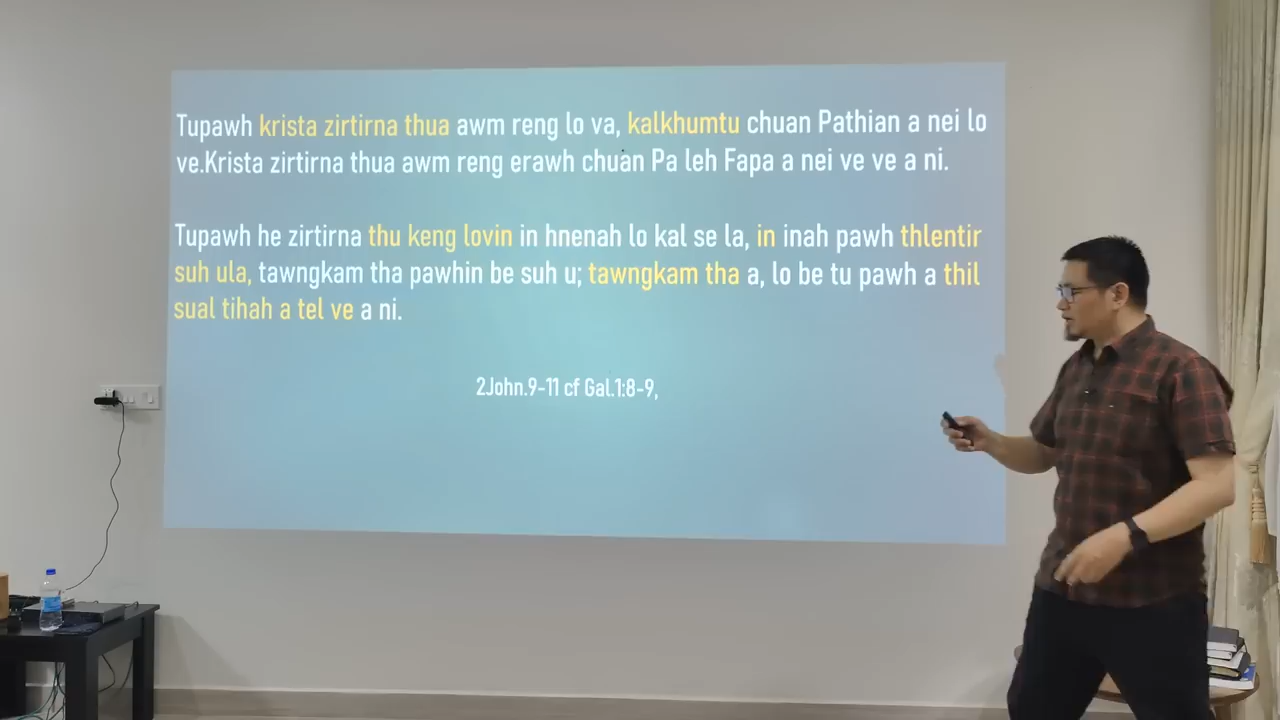 Tupawh krista zirtirna thua awm reng lo va, kalkhumtu chuan Pathian a nei lo
ve.Krista zirtirna thua awm reng erawh chuan Pa leh Fapa a nei ve ve a ni.
Tupawh he zirtirna thu keng lovin in hnenah lo kal se la, in inah pawh thlentir
suh ula, tawngkam tha pawhin be suh u; tawngkam tha a, lo be tu pawh a thil
sual tihah a tel ve a ni.
2John.9-11 cf Gal.1:8-9,